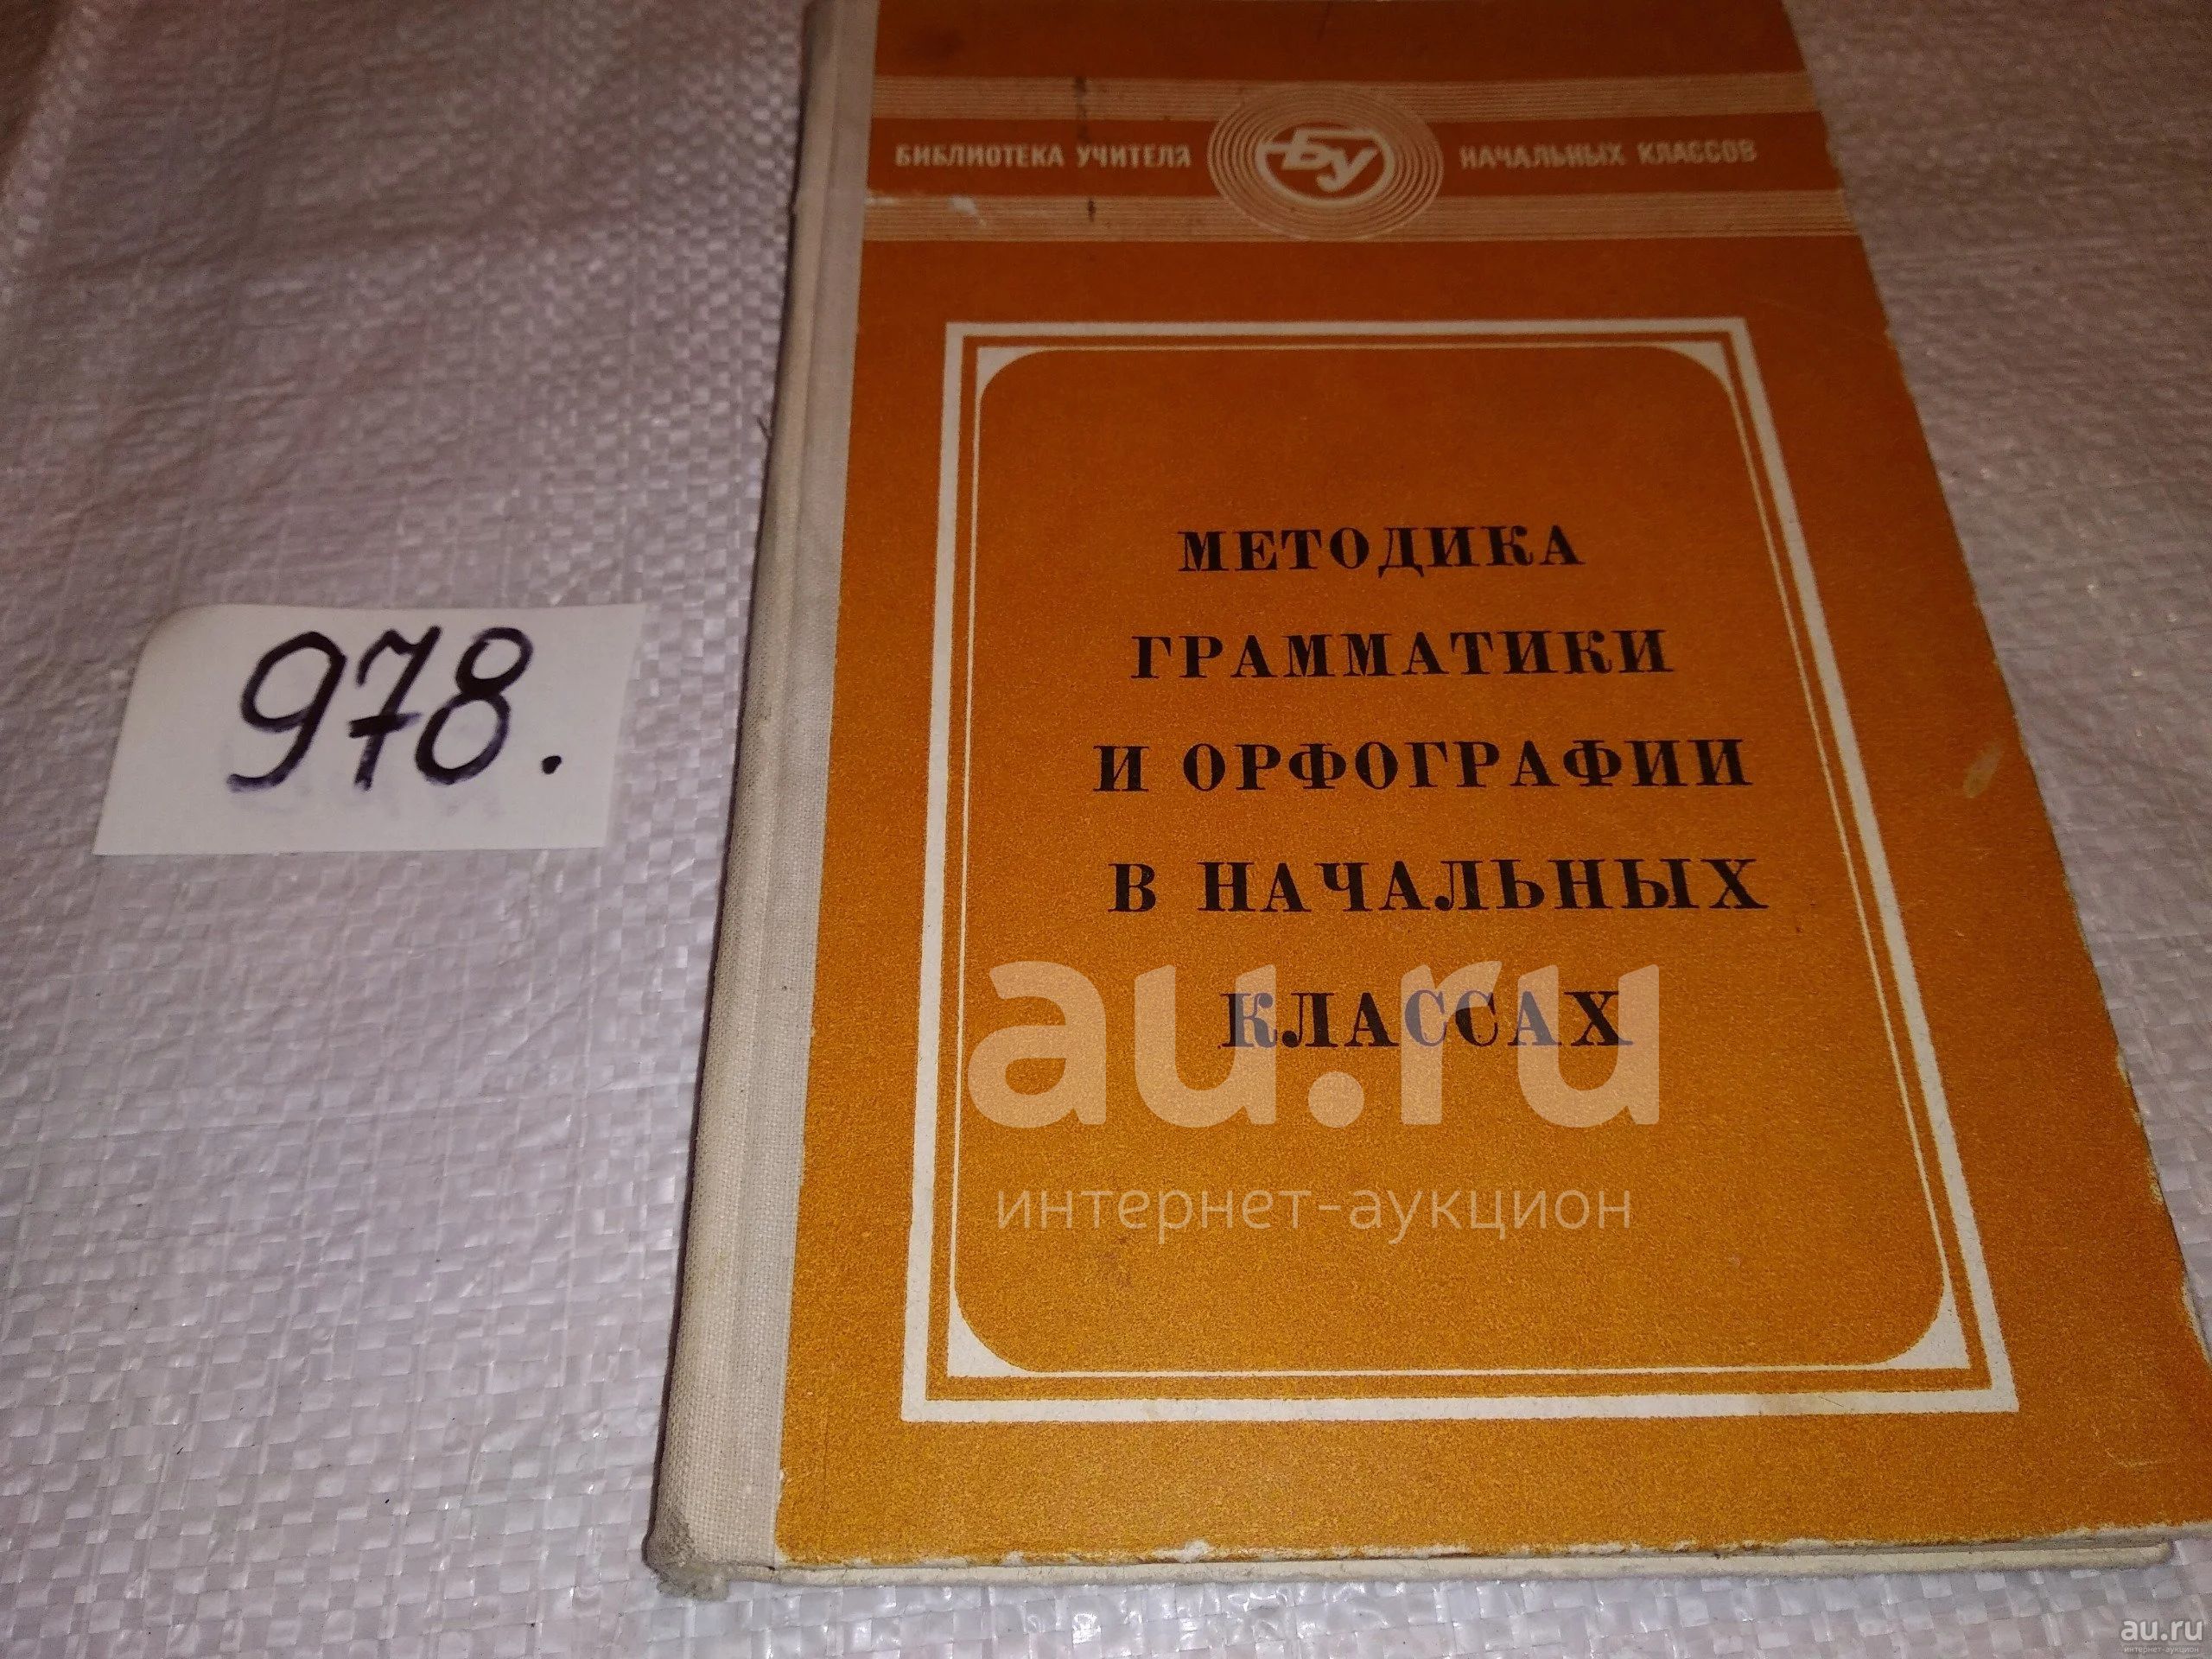 БИБЛИОТЕКА УЧИТЕЛЯ БУ НАЧАЛЬНЫХ КЛАССОВ
МЕТОДИКА
ГРАММАТИКИ
И ОРФОГРАФИИ
В НАЧАЛЬНЫХ
КЛАССАХ
978.
au.ru
интернет-аукцион
au.ru
интернет-аукцион